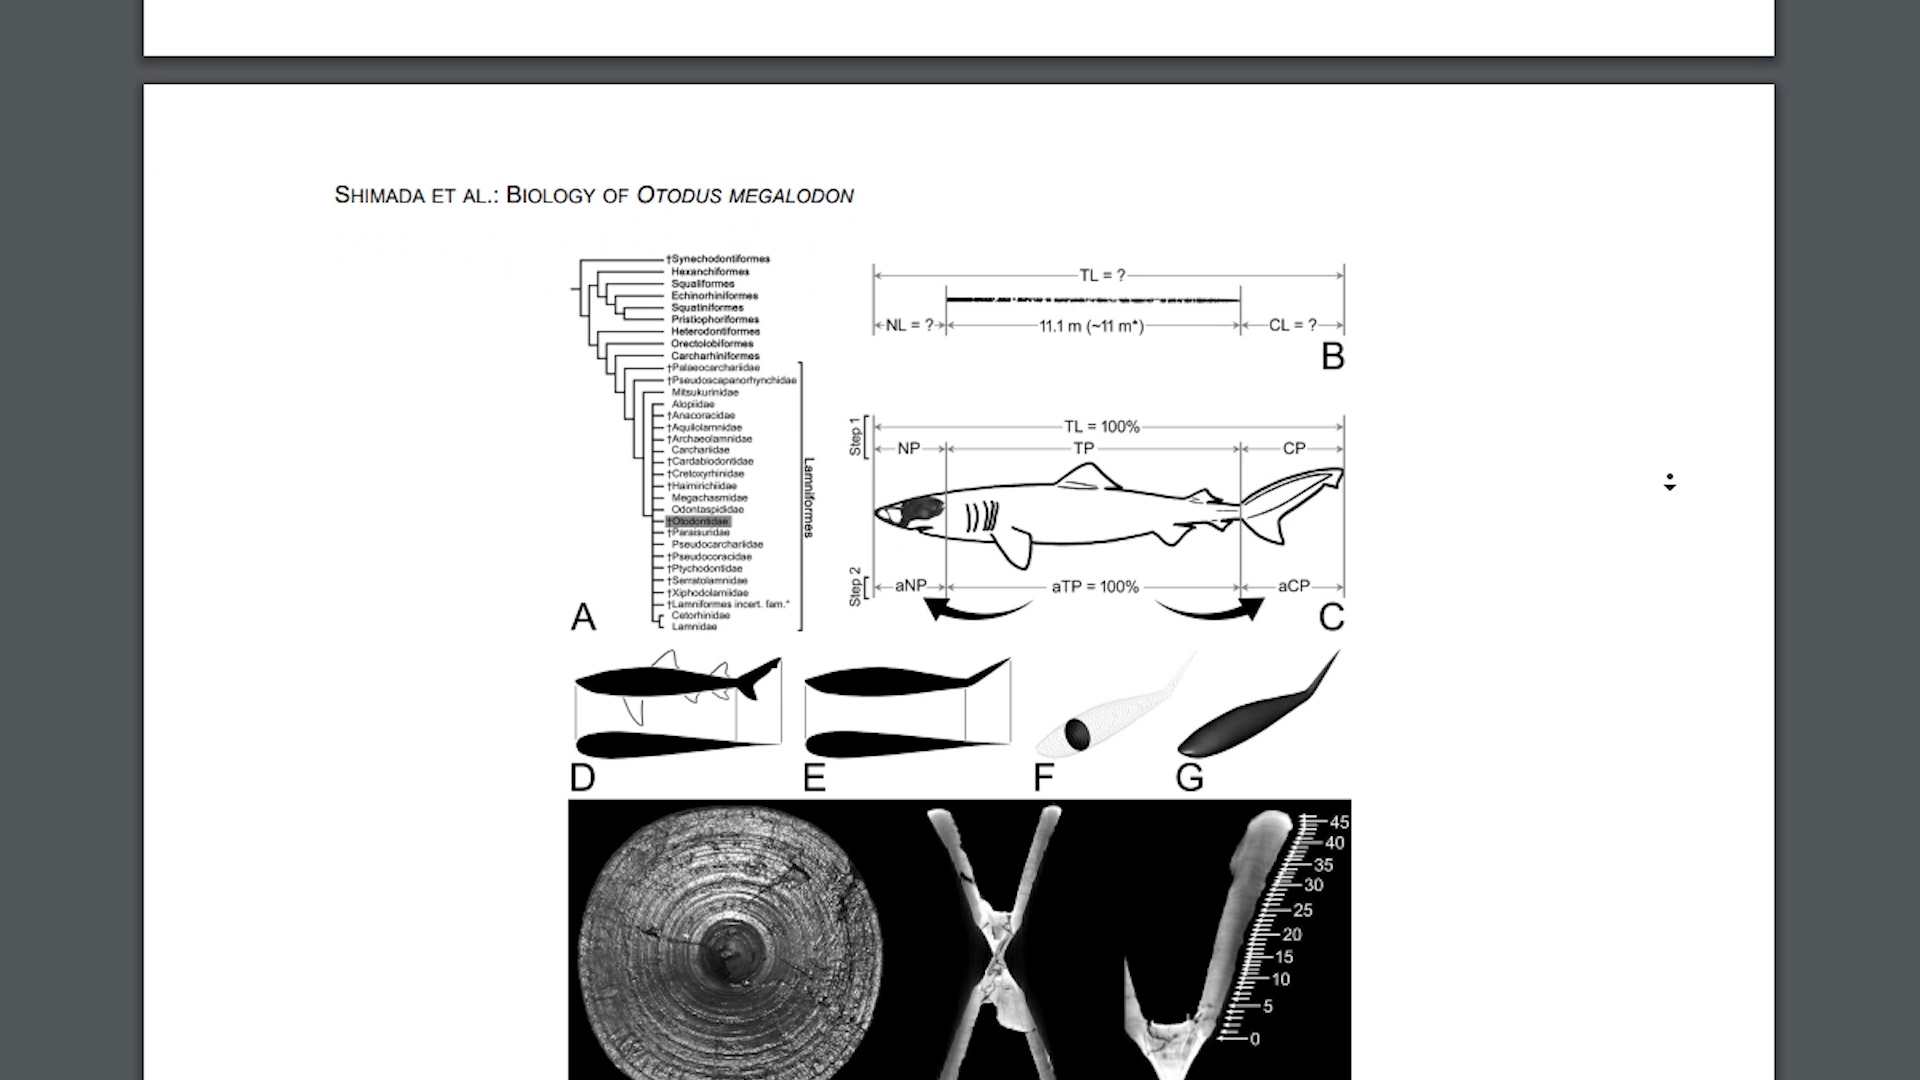 SHIMADA ET AL.: BIOLOGY OF OTODUS MEGALODON
†Synechodontiformes
Hexanchiformes
Squaliformes
Echinorhiniformes
Squatiniformes
Pristiophoriformes
Heterodontiformes
Orectolobiformes
Carcharhiniformes
†Palaeocarchariidae
†Pseudoscapanorhynchidae
Mitsukurinidae
Alopiidae
†Anacoracidae
†Aquilolamnidae
†Archaeolamnidae
Carchariidae
†Cardabiodontidae
†Cretoxyrhinidae
†Haimirichiidae
Megachasmidae
Odontaspididae
†Otodontidae
†Paraisuridae
Pseudocarchariidae
†Pseudocoracidae
†Ptychodontidae
†Serratolamnidae
†Xiphodolamiidae
†Lamniformes incert. fam.*
Cetorhinidae
Lamnidae
Lamniformes
A
TL = ?
NL = ?
11.1 m (~11 m*)
CL = ?
B
Step 1
TL = 100%
NP
TP
CP
Step 2
aNP
aTP = 100%
aCP
C
D
E
F
G
45
40
35
30
25
20
15
10
5
0